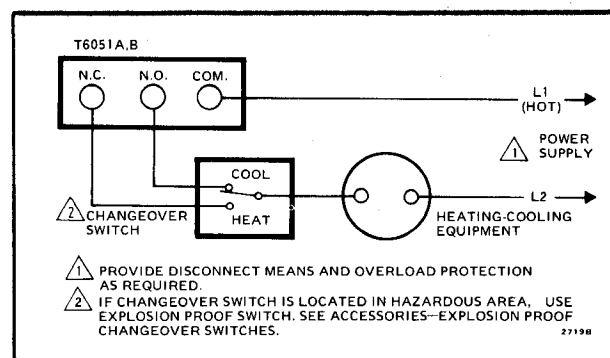 T6051A,B
N.C. N.O. COM.
L1
(HOT)
1 POWER
SUPPLY
COOL
L2
2 CHANGEOVER
SWITCH
HEAT
HEATING-COOLING
EQUIPMENT
1 PROVIDE DISCONNECT MEANS AND OVERLOAD PROTECTION
AS REQUIRED.
2 IF CHANGEOVER SWITCH IS LOCATED IN HAZARDOUS AREA, USE
EXPLOSION PROOF SWITCH. SEE ACCESSORIES—EXPLOSION PROOF
CHANGEOVER SWITCHES.
2719B